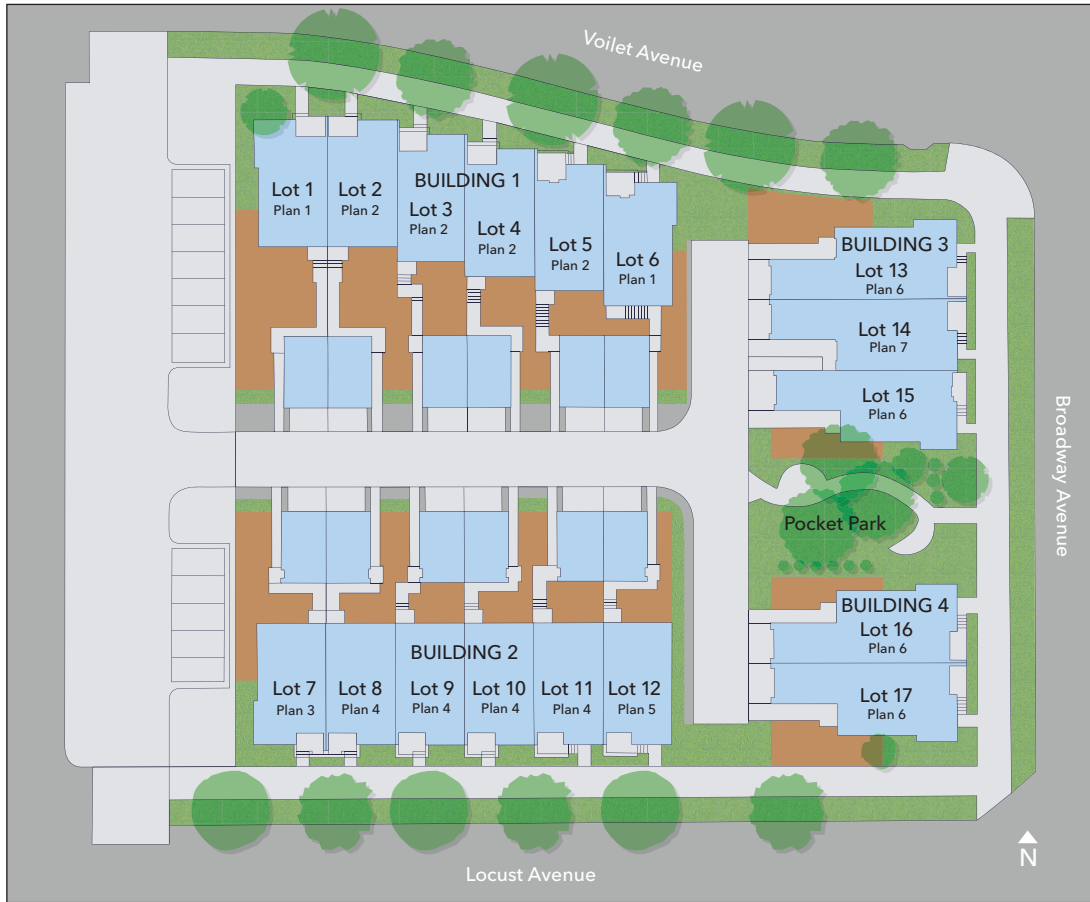 Voilet Avenue
BUILDING 1
Lot 1
Plan 1
Lot 2
Plan 2
Lot 3
Plan 2
Lot 4
Plan 2
Lot 5
Plan 2
Lot 6
Plan 1
BUILDING 3
Lot 13
Plan 6
Lot 14
Plan 7
Lot 15
Plan 6
Broadway Avenue
Pocket Park
BUILDING 4
Lot 16
Plan 6
Lot 17
Plan 6
BUILDING 2
Lot 7
Plan 3
Lot 8
Plan 4
Lot 9
Plan 4
Lot 10
Plan 4
Lot 11
Plan 4
Lot 12
Plan 5
N
Locust Avenue